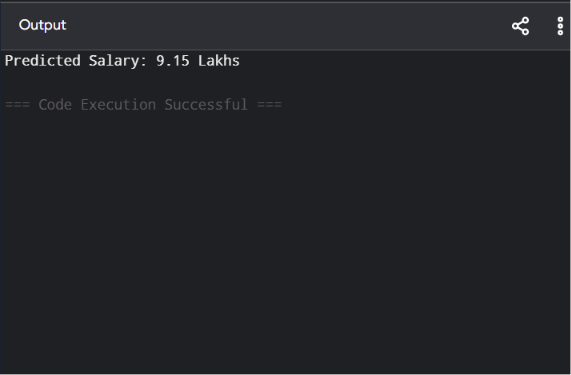 Output
Predicted Salary: 9.15 Lakhs
=== Code Execution Successful ===